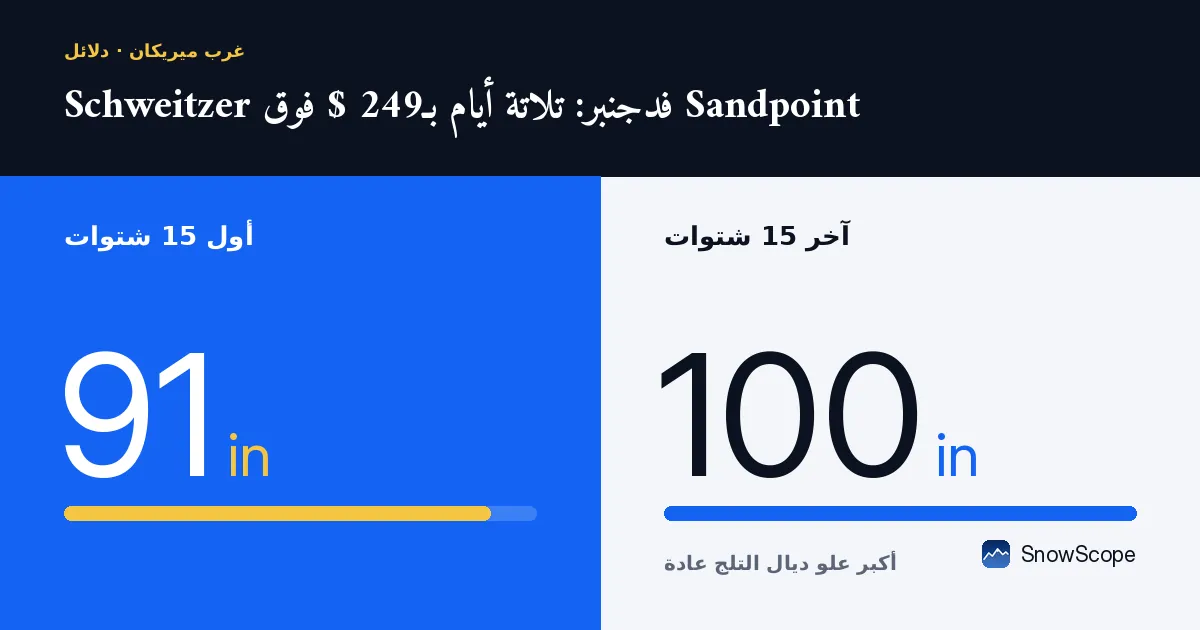 غرب ميريكان · دلائل
Sandpoint فدجنبر: تلاتة أيام بـ249 $ فوق Schweitzer
أول 15 شتوات
91 in
آخر 15 شتوات
100 in
أكبر علو ديال التلج عادة
SnowScope